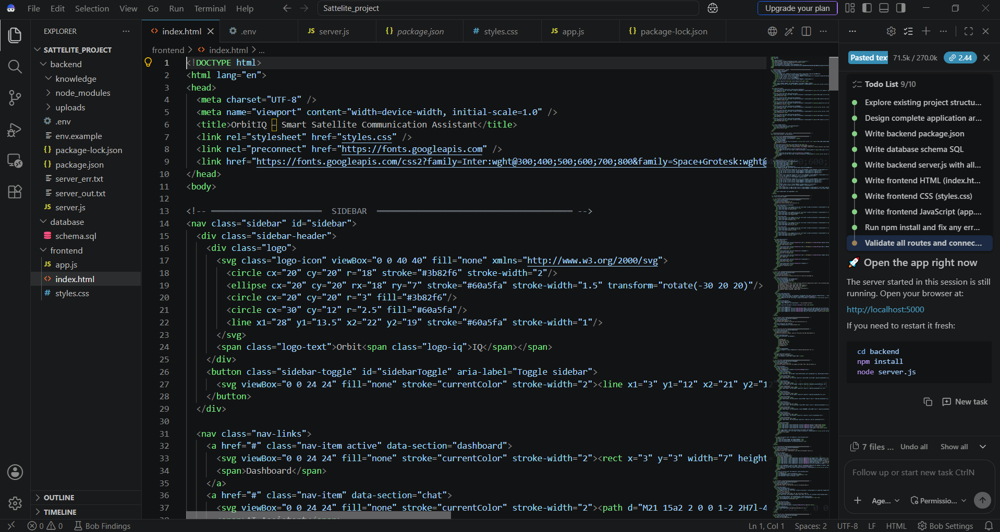 File Edit Selection View Go Run Terminal Help
Sattelite_project
Upgrade your plan
EXPLORER
SATTELITE_PROJECT
backend
knowledge
node_modules
uploads
.env
env.example
package-lock.json
package.json
server_err.txt
server_out.txt
server.js
database
schema.sql
frontend
app.js
index.html
styles.css
OUTLINE
TIMELINE
index.html
.env
server.js
package.json
styles.css
app.js
package-lock.json
frontend > index.html > ...
1 <!DOCTYPE html>
2 <html lang="en">
3 <head>
4 <meta charset="UTF-8" />
5 <meta name="viewport" content="width=device-width, initial-scale=1.0" />
6 <title>OrbitIQ – Smart Satellite Communication Assistant</title>
7 <link rel="stylesheet" href="styles.css" />
8 <link rel="preconnect" href="https://fonts.googleapis.com" />
9 <link href="https://fonts.googleapis.com/css2?family=Inter:wght@300;400;500;600;700;800&family=Space+Grotesk:wght@
10 </head>
11 <body>
12
13 <!-- ══════════════════════ SIDEBAR ═══════════════════════════════════════ -->
14 <nav class="sidebar" id="sidebar">
15 <div class="sidebar-header">
16 <div class="logo">
17 <svg class="logo-icon" viewBox="0 0 40 40" fill="none" xmlns="http://www.w3.org/2000/svg">
18 <circle cx="20" cy="20" r="18" stroke="#3b82f6" stroke-width="2"/>
19 <ellipse cx="20" cy="20" rx="18" ry="7" stroke="#60a5fa" stroke-width="1.5" transform="rotate(-30 20 20)"/>
20 <circle cx="20" cy="20" r="3" fill="#3b82f6"/>
21 <circle cx="30" cy="12" r="2.5" fill="#60a5fa"/>
22 <line x1="28" y1="13.5" x2="22" y2="19" stroke="#60a5fa" stroke-width="1"/>
23 </svg>
24 <span class="logo-text">Orbit<span class="logo-iq">IQ</span></span>
25 </div>
26 <button class="sidebar-toggle" id="sidebarToggle" aria-label="Toggle sidebar">
27 <svg viewBox="0 0 24 24" fill="none" stroke="currentColor" stroke-width="2"><line x1="3" y1="12" x2="21" y2="12
28 </button>
29 </div>
30
31 <nav class="nav-links">
32 <a href="#" class="nav-item active" data-section="dashboard">
33 <svg viewBox="0 0 24 24" fill="none" stroke="currentColor" stroke-width="2"><rect x="3" y="3" width="7" height
34 <span>Dashboard</span>
35 </a>
36 <a href="#" class="nav-item" data-section="chat">
37 <svg viewBox="0 0 24 24" fill="none" stroke="currentColor" stroke-width="2"><path d="M21 15a2 2 0 0 1-2 2H7l-4
38 <span>AI Assistant</span>
Pasted tex 71.5k / 270.0k 2.44
Todo List 9/10
Explore existing project structu...
Design complete application ar...
Write backend package.json
Write database schema SQL
Write backend server.js with all...
Write frontend HTML (index.ht...
Write frontend CSS (styles.css)
Write frontend JavaScript (app....
Run npm install and fix any err...
Validate all routes and connec...
🚀 Open the app right now
The server started in this session is still
running. Open your browser at:
http://localhost:5000
If you need to restart it fresh:
cd backend
npm install
node server.js
New task
7 files ... Undo all Show all
Follow up or start new task CtrlN
Age... Permissio...
0 0 Bob Findings
Ln 1, Col 1 Spaces: 2 UTF-8 LF HTML Bob Settings